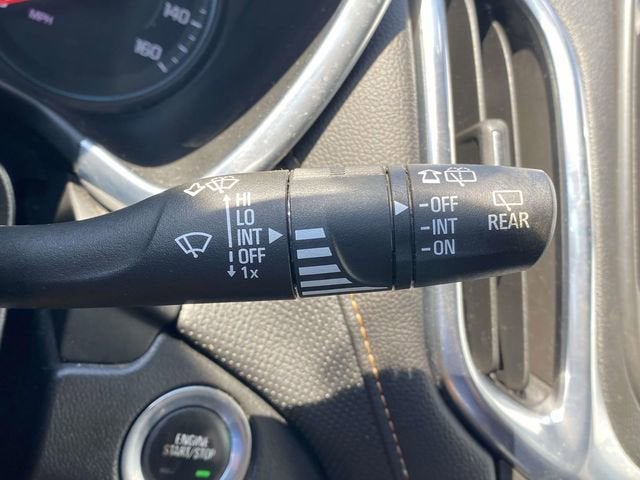 MPH
140
160
HI
LO
INT
OFF
1x
-OFF
-INT
-ON
REAR
ENGINE
START/STOP